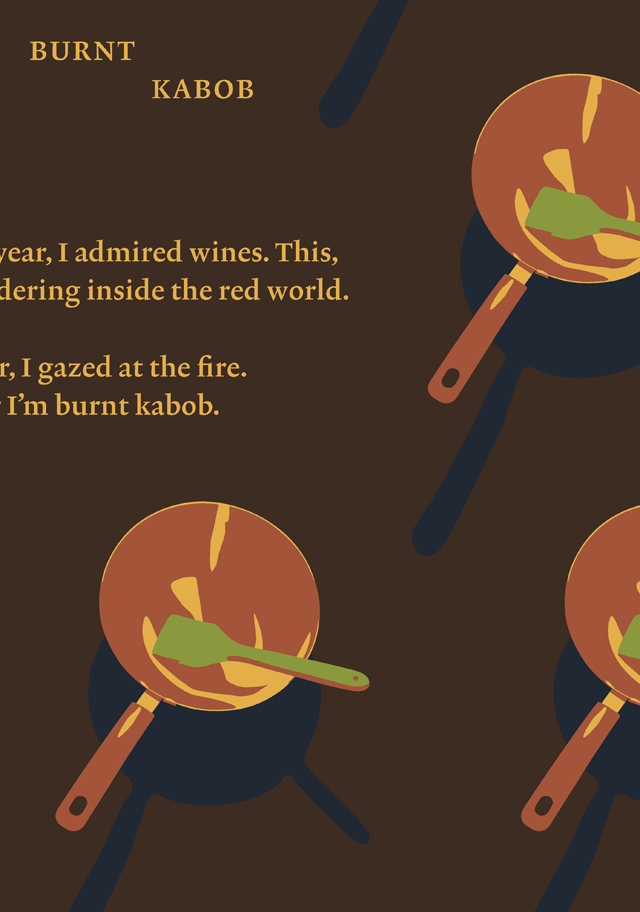 BURNT
KABOB
year, I admired wines. This,
dering inside the red world.
r, I gazed at the fire.
I'm burnt kabob.